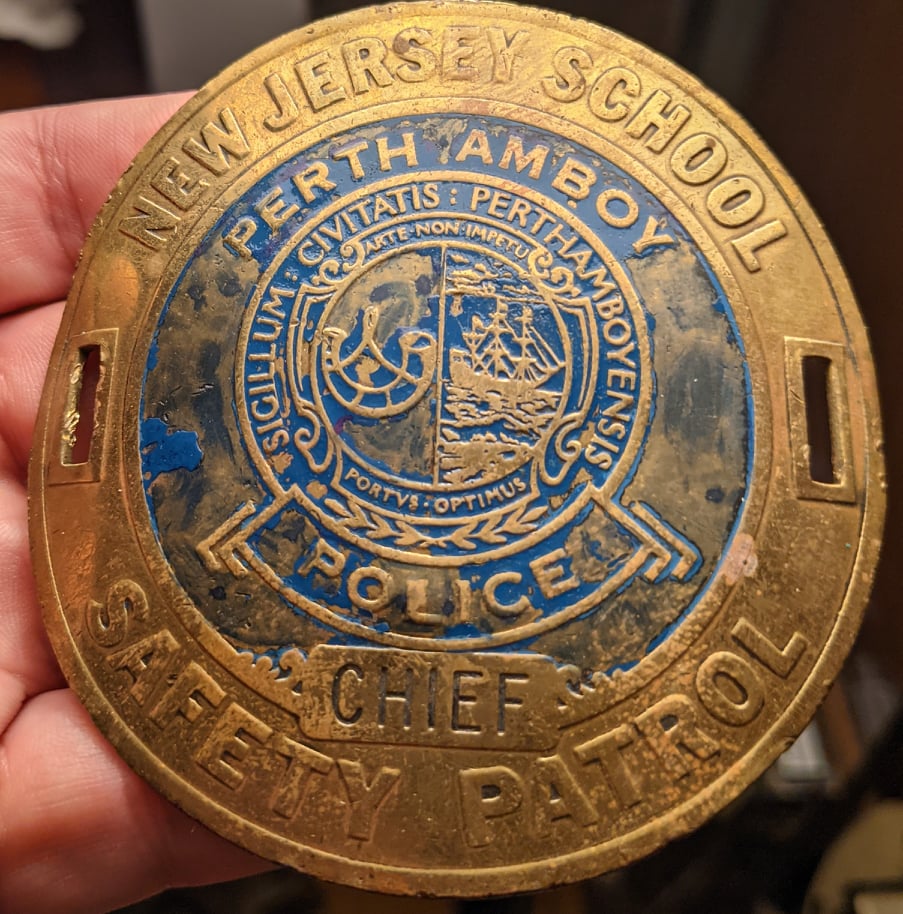 NEW JERSEY SCHOOL
PERTH AMBOY
SIGILLUM : CIVITATIS : PERTHAMBOYENSIS
ARTE·NON·IMPETU
PORTVS : OPTIMUS
POLICE
CHIEF
SAFETY PATROL